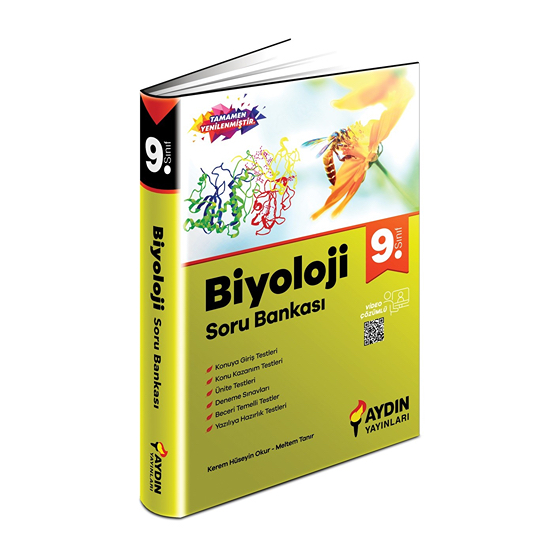 9.
Sınıf
Biyoloji
Soru Bankası
AYDIN
YAYINLARI
TAMAMEN
YENİLENMİŞTİR
9.
Sınıf
Biyoloji
Soru Bankası
VİDEO
ÇÖZÜMLÜ
Konuya Giriş Testleri
Konu Kazanım Testleri
Ünite Testleri
Deneme Sınavları
Beceri Temelli Testler
Yazılıya Hazırlık Testleri
AYDIN
YAYINLARI
Kerem Hüseyin Okur - Meltem Tanır